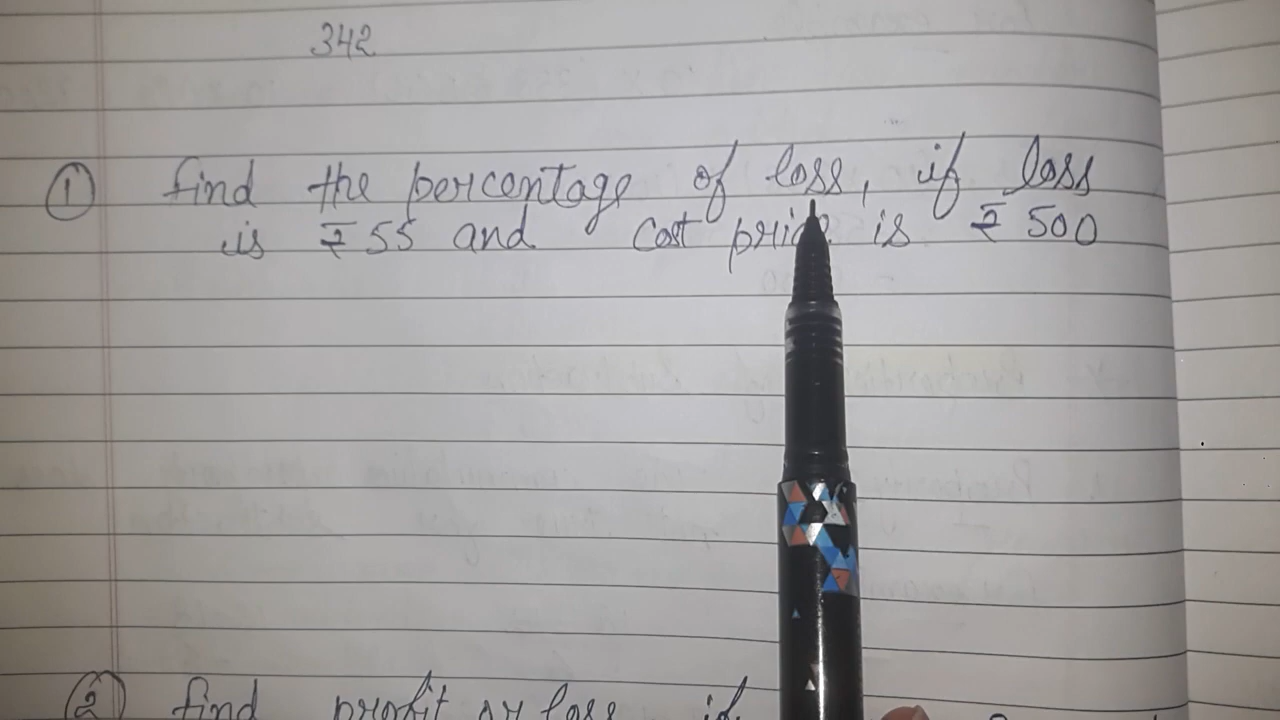 342
① find the percentage of loss, if loss
is ₹ 55 and cost price is ₹ 500
② find profit or loss, if